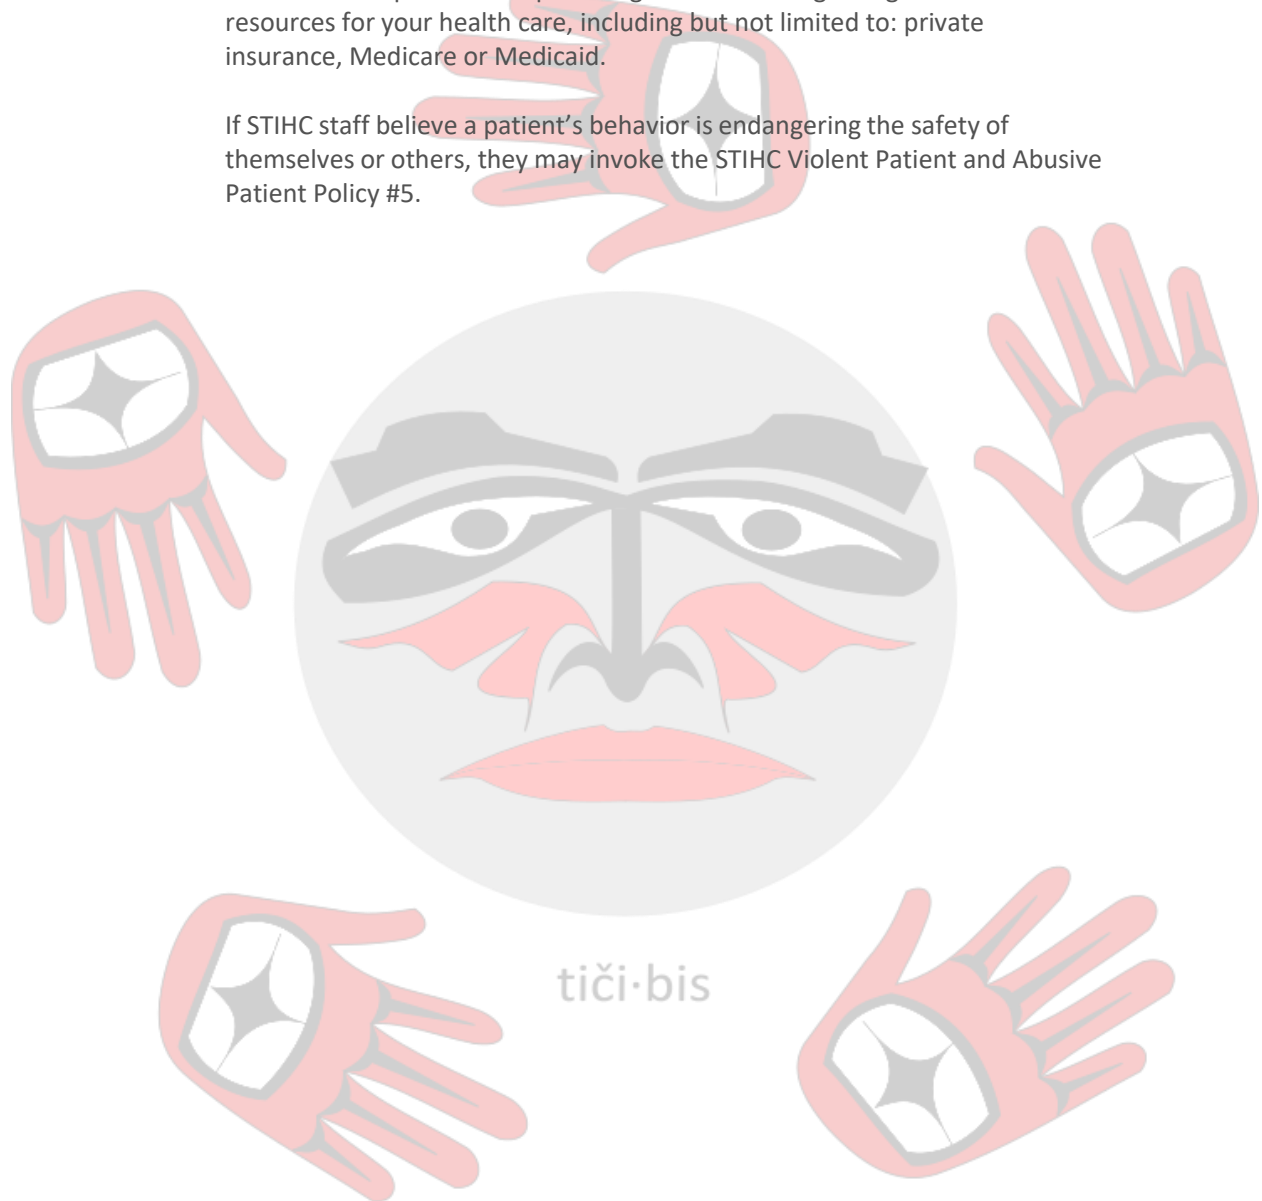 resources for your health care, including but not limited to: private
insurance, Medicare or Medicaid.
If STIHC staff believe a patient’s behavior is endangering the safety of
themselves or others, they may invoke the STIHC Violent Patient and Abusive
Patient Policy #5.
tiči·bis